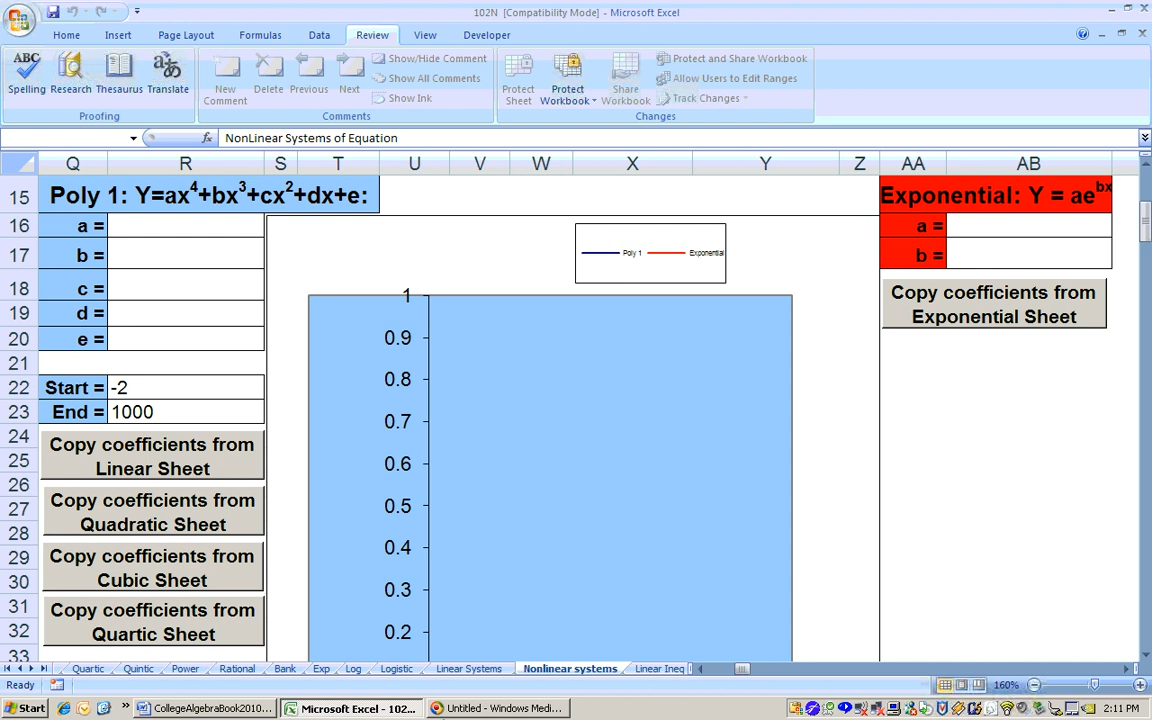 102N [Compatibility Mode] - Microsoft Excel
Home Insert Page Layout Formulas Data Review View Developer
ABC
Spelling Research Thesaurus Translate
Proofing
New Comment Delete Previous Next
Show/Hide Comment
Show All Comments
Show Ink
Comments
Protect Sheet Protect Workbook Share Workbook
Protect and Share Workbook
Allow Users to Edit Ranges
Track Changes
Changes
fx NonLinear Systems of Equation
Q R S T U V W X Y Z AA AB
15 Poly 1: Y=ax⁴+bx³+cx²+dx+e: Exponential: Y = ae^bx
16 a = a =
17 b = b =
Poly 1 Exponential
18 c =
19 d =
20 e =
Copy coefficients from
Exponential Sheet
21
22 Start = -2
23 End = 1000
24 Copy coefficients from
25 Linear Sheet
26 Copy coefficients from
27 Quadratic Sheet
28
29 Copy coefficients from
30 Cubic Sheet
31 Copy coefficients from
32 Quartic Sheet
33
1
0.9
0.8
0.7
0.6
0.5
0.4
0.3
0.2
Quartic Quintic Power Rational Bank Exp Log Logistic Linear Systems Nonlinear systems Linear Ineq
Ready 160%
Start CollegeAlgebraBook2010... Microsoft Excel - 102... Untitled - Windows Medi... 2:11 PM